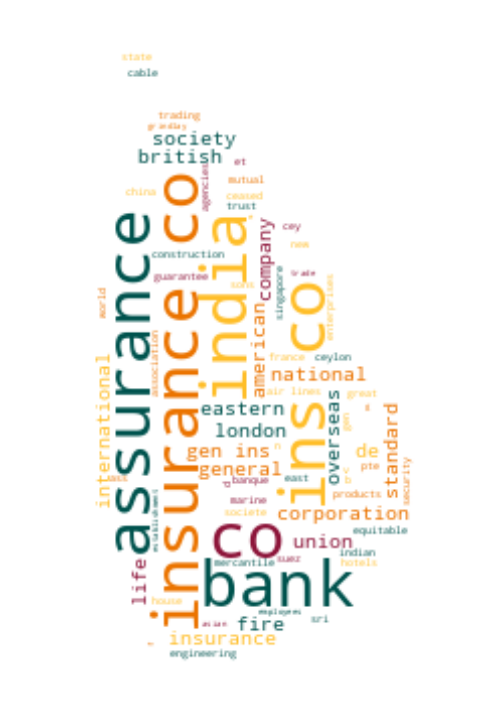 state
cable
trading
grindlay
society
british
et
agencies
mutual
china
ceased
trust
insurance co
assurance
india
company
cey
new
construction
guarantee
sons
singapore
trade
enterprises
world
ins co
american
association
france
ceylon
national
international
air lines
great
eastern
overseas
gen
standard
london
gen ins
de
general
pte
security
banque
east
marine
products
societe
corporation
establishment
co
union
equitable
indian
mercantile
suez
hotels
life
bank
house
employees
asian
fire
sri
insurance
engineering